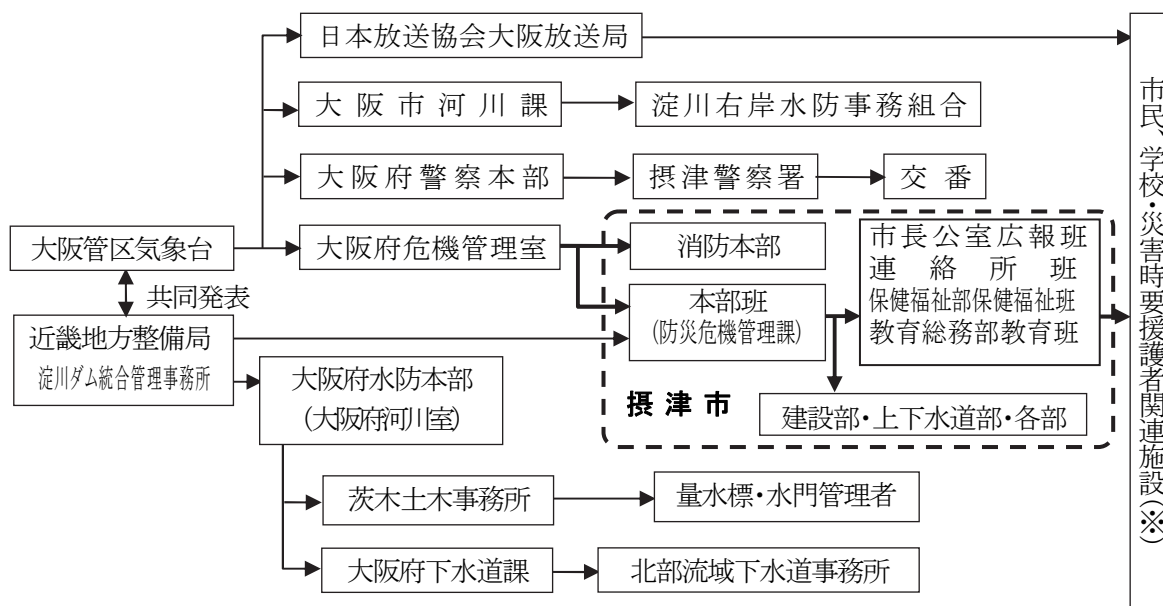 日本放送協会大阪放送局
大阪市河川課
淀川右岸水防事務組合
大阪府警察本部
摂津警察署
交番
大阪管区気象台
大阪府危機管理室
消防本部
市長公室広報班
連絡所班
保健福祉部保健福祉班
教育総務部教育班
共同発表
本部班
(防災危機管理課)
近畿地方整備局
淀川ダム統合管理事務所
大阪府水防本部
(大阪府河川室)
摂津市
建設部・上下水道部・各部
茨木土木事務所
量水標・水門管理者
大阪府下水道課
北部流域下水道事務所
市民、学校・災害時要援護者関連施設(※)